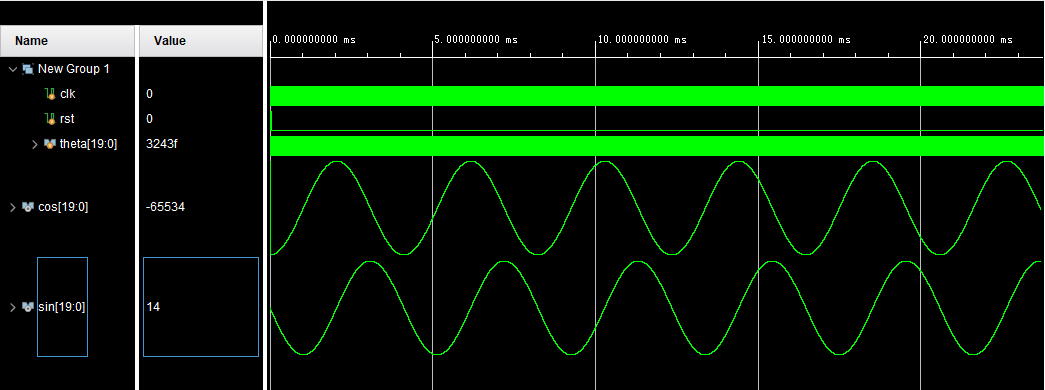 Name Value
0.000000000 ms 5.000000000 ms 10.000000000 ms 15.000000000 ms 20.000000000 ms
New Group 1
clk 0
rst 0
theta[19:0] 3243f
cos[19:0] -65534
sin[19:0] 14